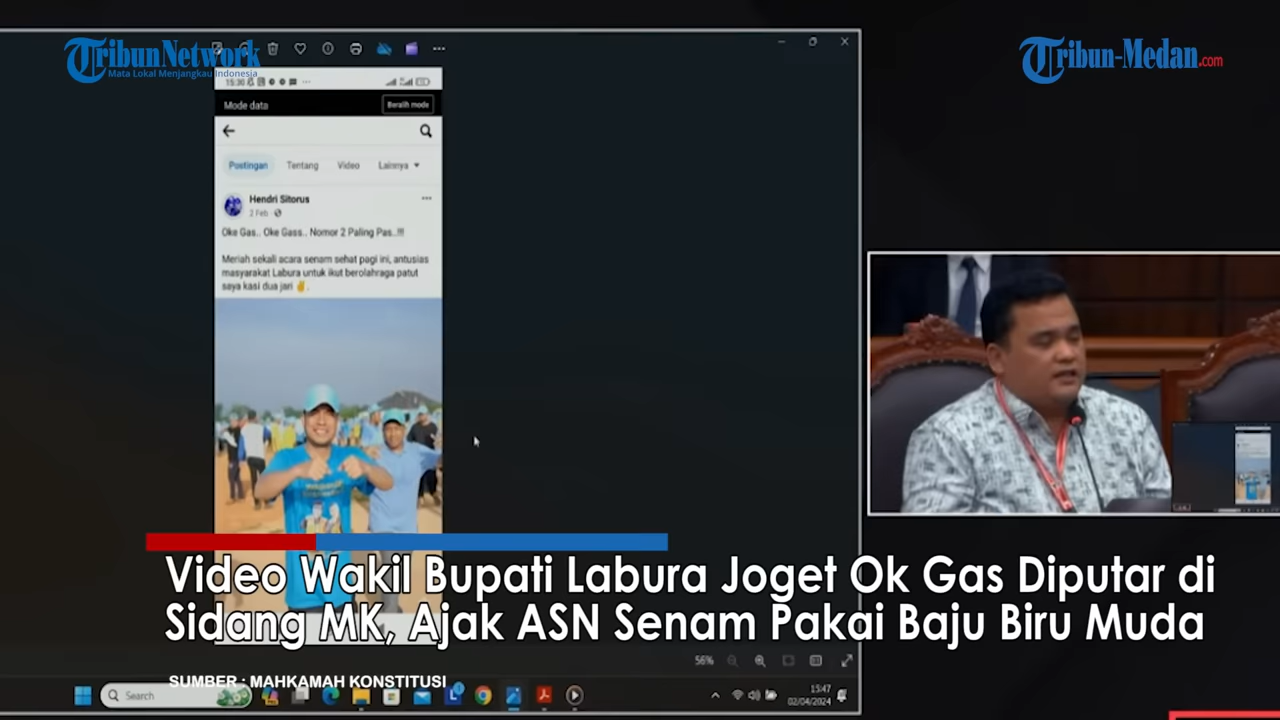 TribunNetwork
Mata Lokal Menjangkau Indonesia
Tribun-Medan.com
15:30
Mode data
Beralih mode
Postingan
Tentang
Video
Lainnya
Hendri Sitorus
2 Feb
Oke Gas.. Oke Gass.. Nomor 2 Paling Pas..!!!
Meriah sekali acara senam sehat pagi ini, antusias
masyarakat Labura untuk ikut berolahraga patut
saya kasi dua jari ✌.
Video Wakil Bupati Labura Joget Ok Gas Diputar di
Sidang MK, Ajak ASN Senam Pakai Baju Biru Muda
56%
SUMBER : MAHKAMAH KONSTITUSI
Search
15:47
02/04/2024